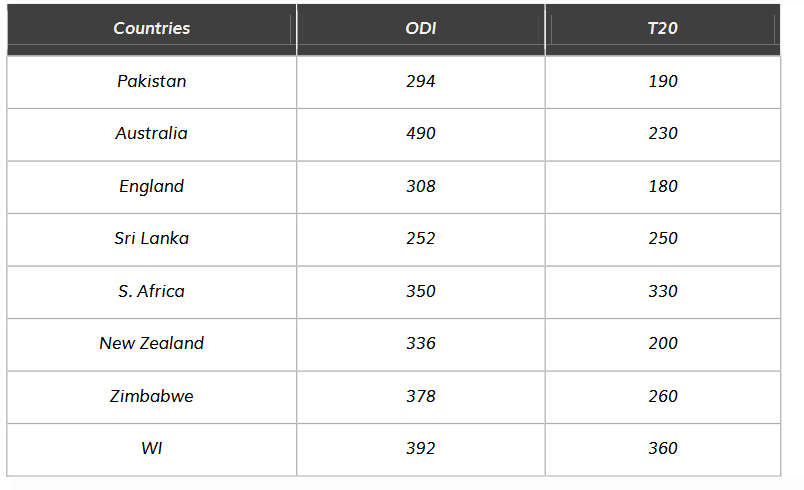 Countries ODI T20
Pakistan 294 190
Australia 490 230
England 308 180
Sri Lanka 252 250
S. Africa 350 330
New Zealand 336 200
Zimbabwe 378 260
WI 392 360